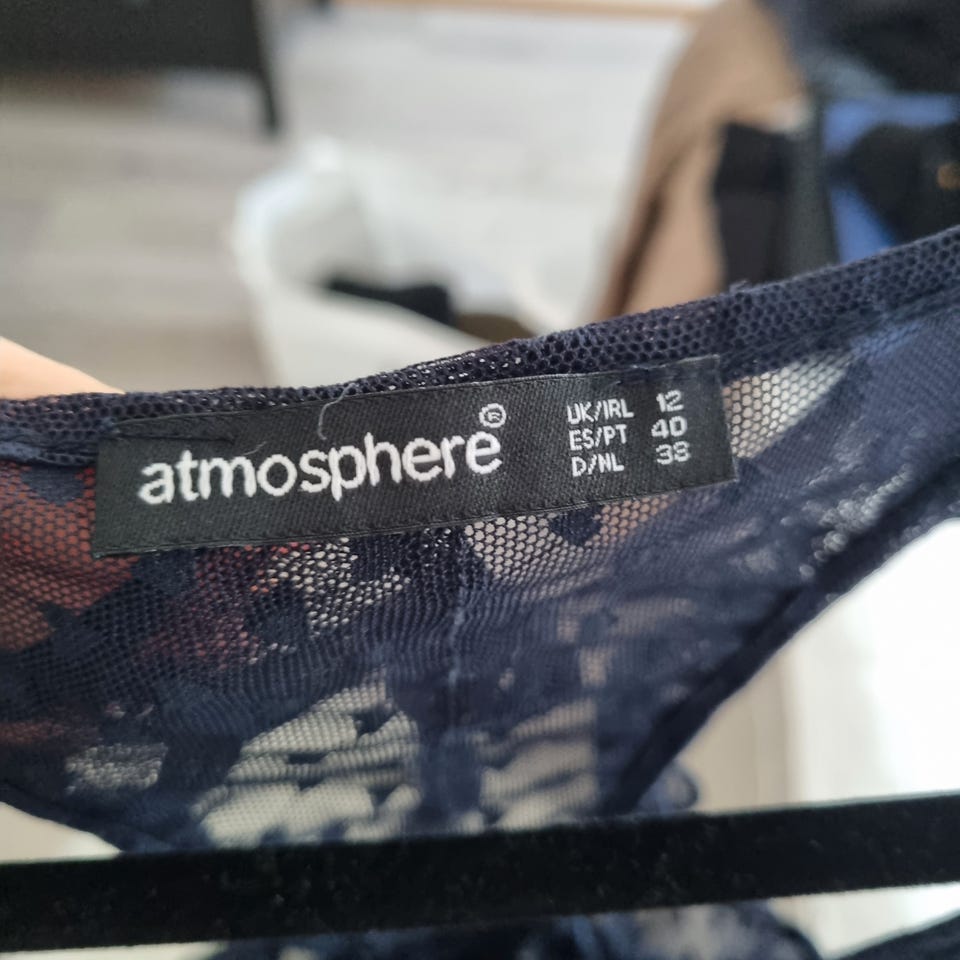 atmosphere®
UK/IRL 12
ES/PT 40
D/NL 38